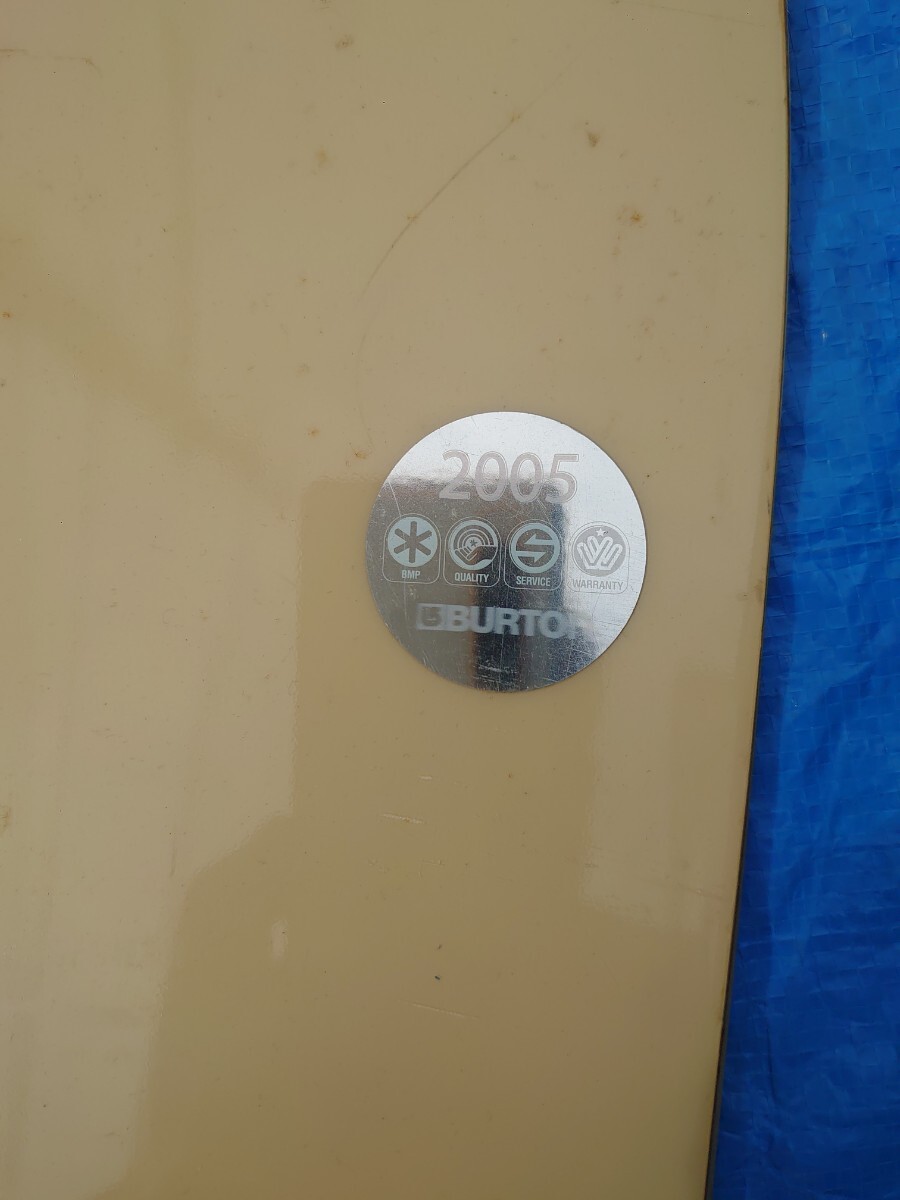 2005
BMP QUALITY SERVICE WARRANTY
BURTON